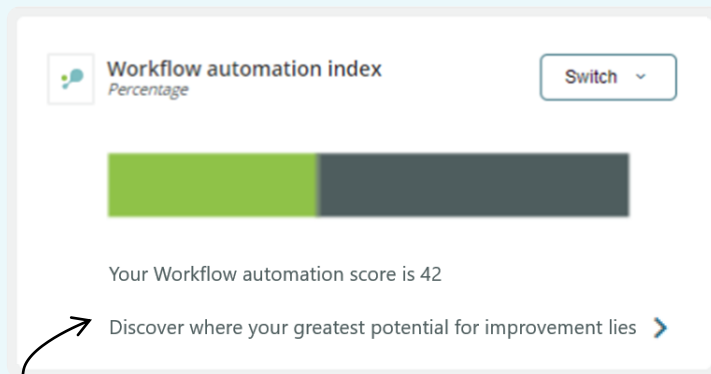 Workflow automation index
Percentage
Switch
Your Workflow automation score is 42
Discover where your greatest potential for improvement lies